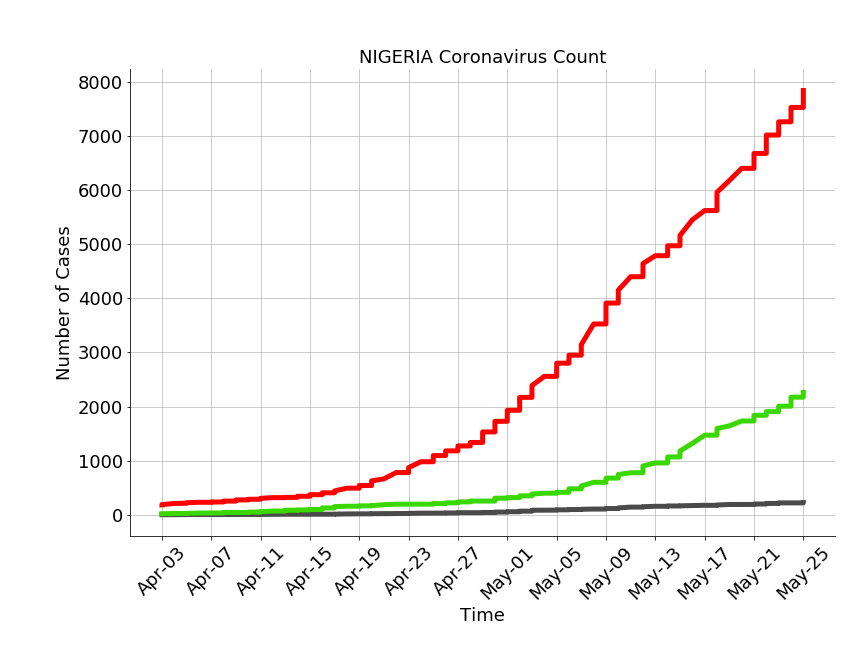 NIGERIA Coronavirus Count
8000
7000
6000
5000
4000
3000
2000
1000
0
Number of Cases
Apr-03
Apr-07
Apr-11
Apr-15
Apr-19
Apr-23
Apr-27
May-01
May-05
May-09
May-13
May-17
May-21
May-25
Time